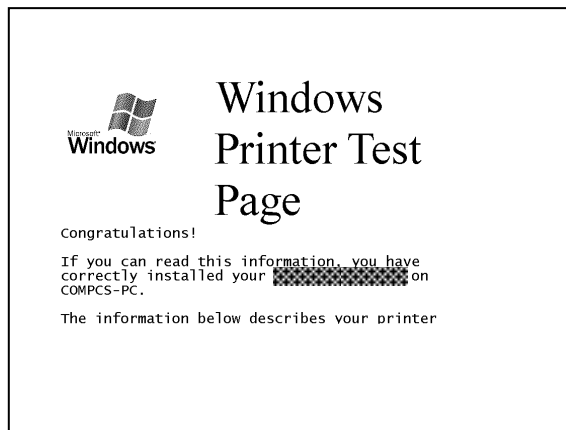 Microsoft®
Windows
Windows
Printer Test
Page
Congratulations!
If you can read this information, you have
correctly installed your on
COMPCS-PC.
The information below describes your printer